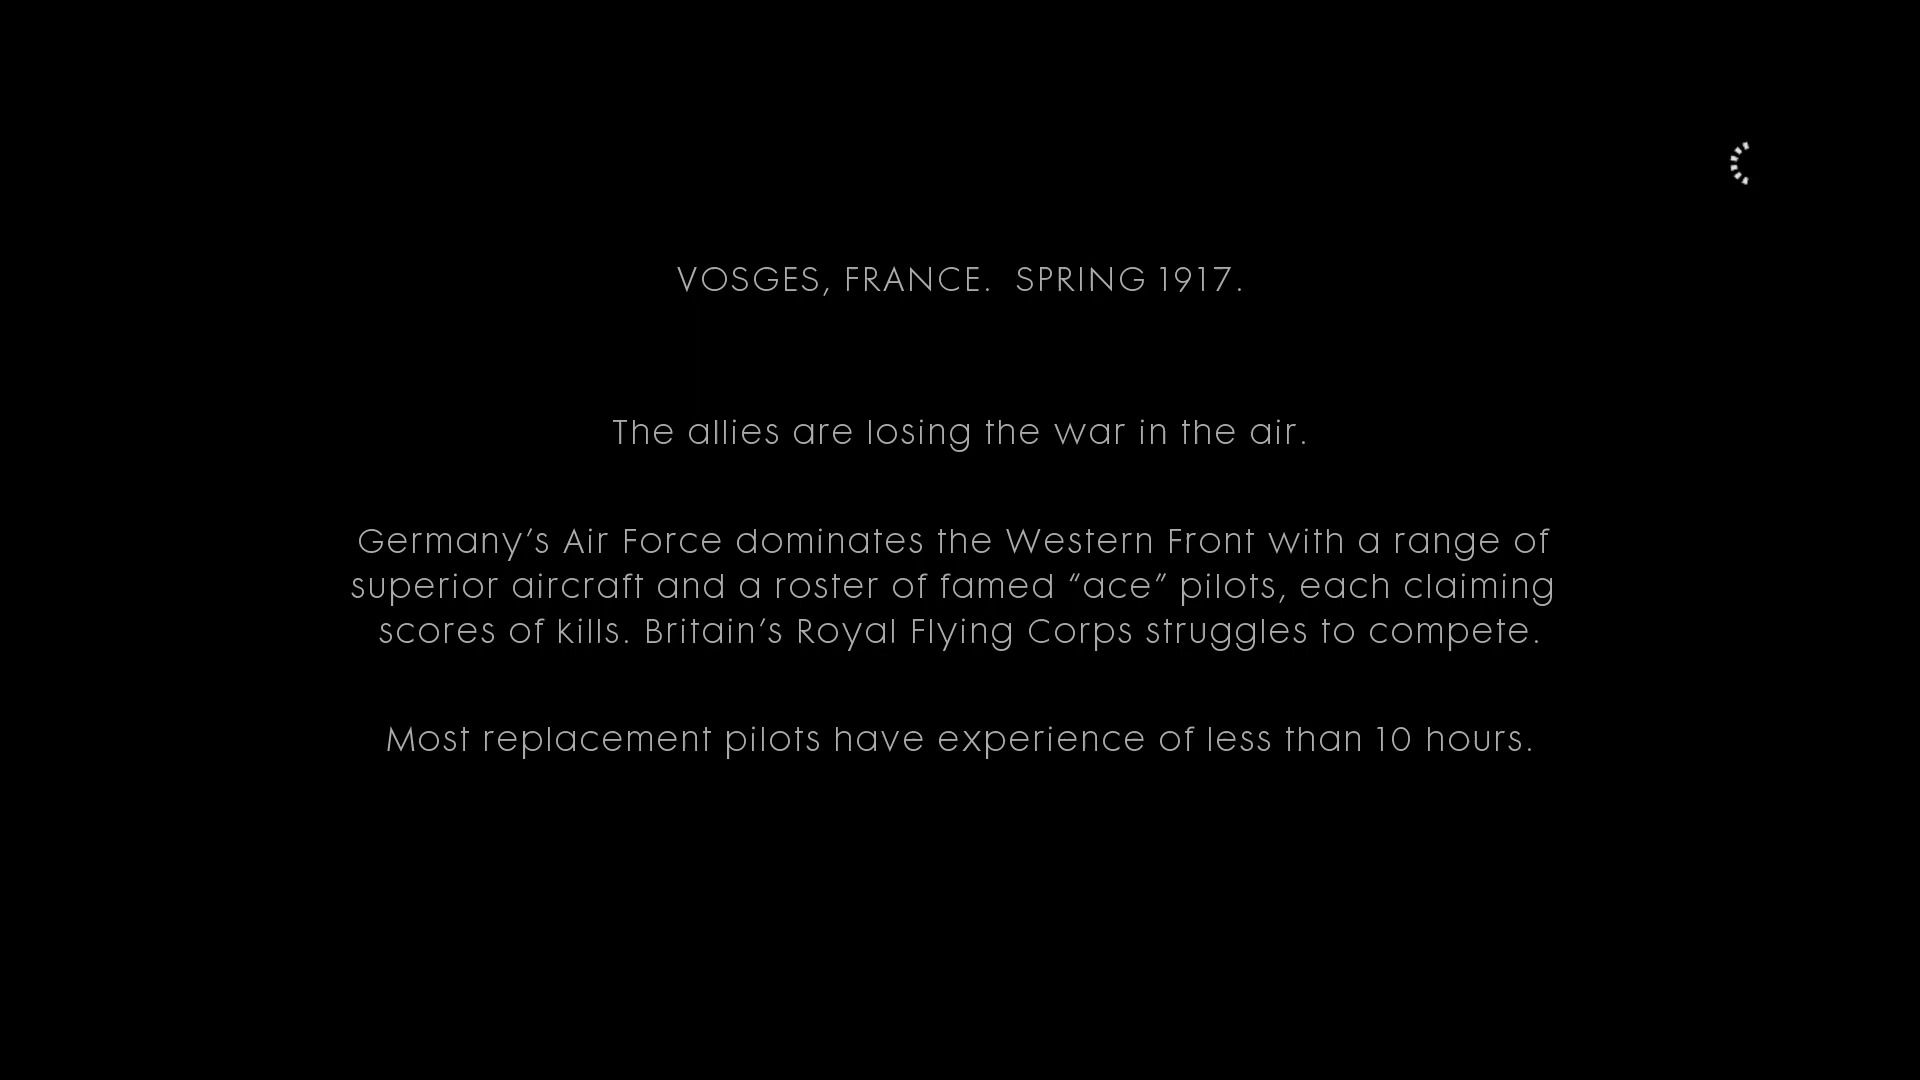 VOSGES, FRANCE.  SPRING 1917.
The allies are losing the war in the air.
Germany’s Air Force dominates the Western Front with a range of
superior aircraft and a roster of famed “ace” pilots, each claiming
scores of kills. Britain’s Royal Flying Corps struggles to compete.
Most replacement pilots have experience of less than 10 hours.